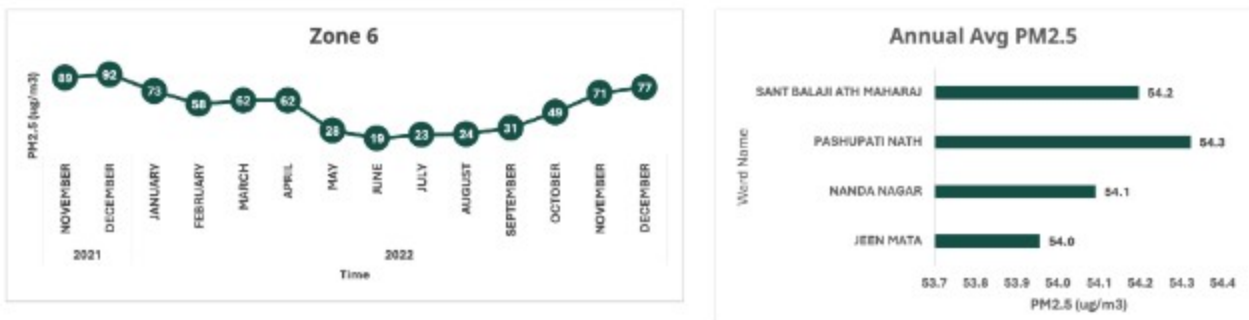 Zone 6
PM2.5 (ug/m3)
89 92 73 58 62 62 28 19 23 24 31 49 71 77
NOVEMBER DECEMBER JANUARY FEBRUARY MARCH APRIL MAY JUNE JULY AUGUST SEPTEMBER OCTOBER NOVEMBER DECEMBER
2021 2022
Time
Annual Avg PM2.5
Ward Name
SANT BALAJI ATH MAHARAJ 54.2
PASHUPATI NATH 54.3
NANDA NAGAR 54.1
JEEN MATA 54.0
53.7 53.8 53.9 54.0 54.1 54.2 54.3 54.4
PM2.5 (ug/m3)